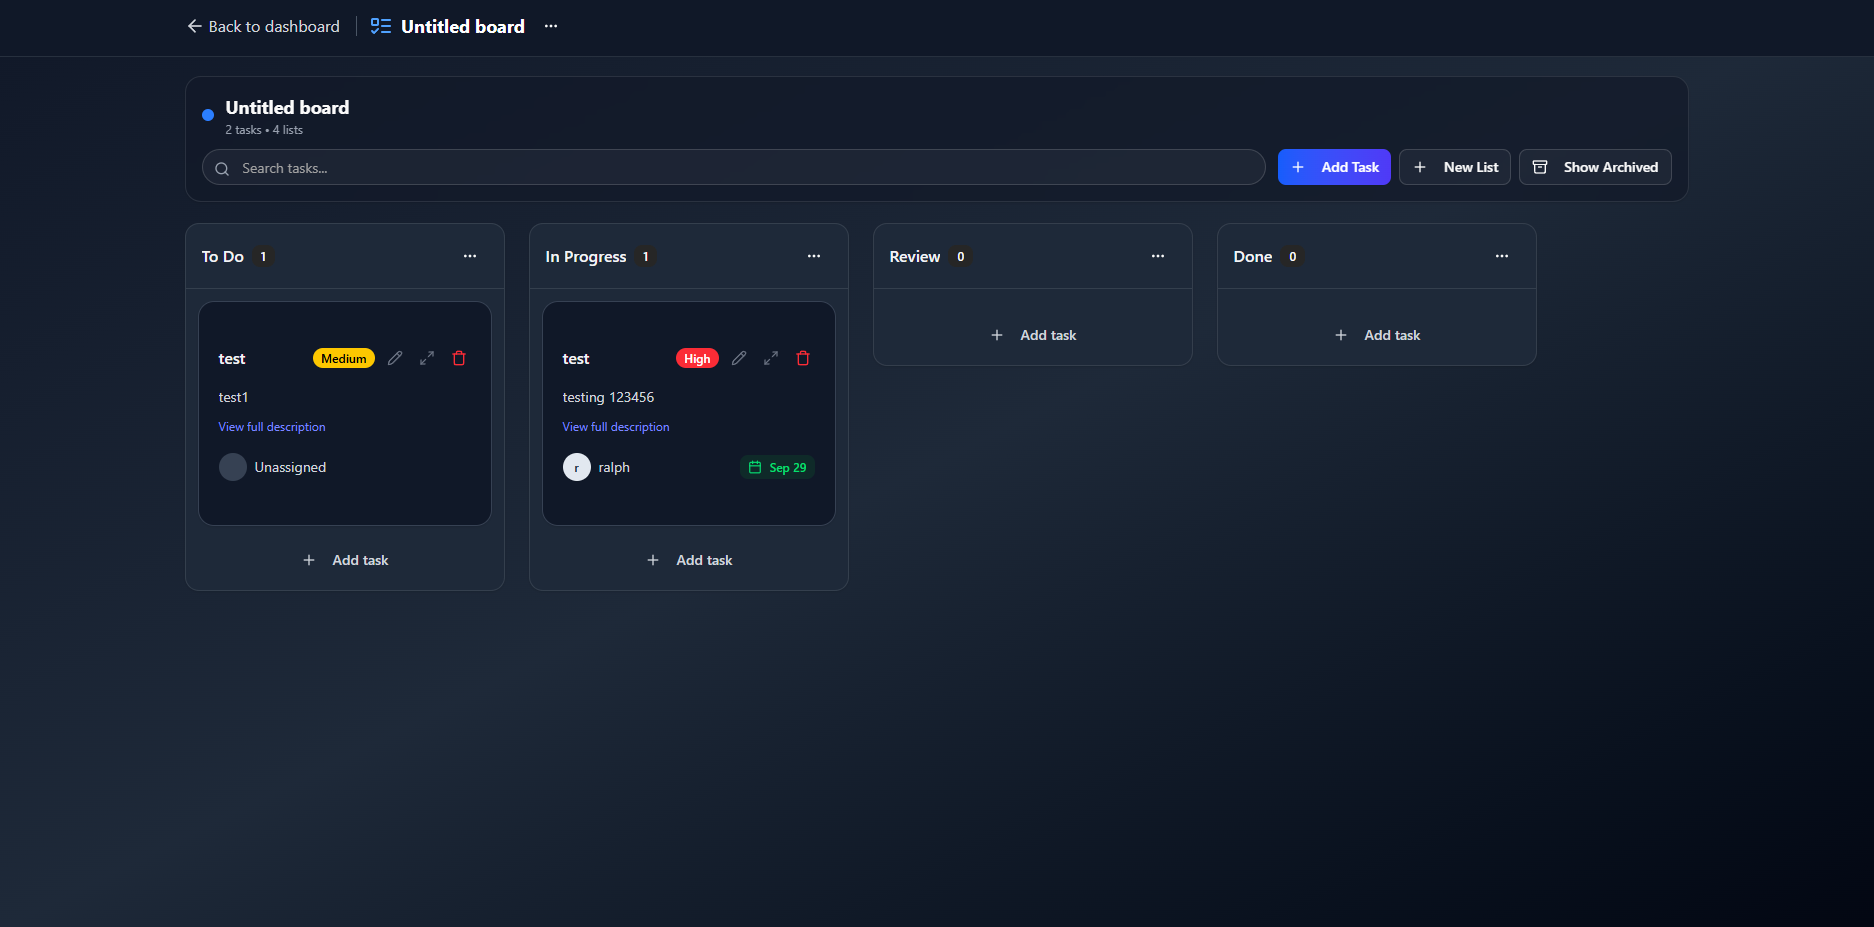 Back to dashboard
Untitled board
Untitled board
2 tasks • 4 lists
Search tasks...
Add Task
New List
Show Archived
To Do 1
test
Medium
test1
View full description
Unassigned
Add task
In Progress 1
test
High
testing 123456
View full description
r ralph
Sep 29
Add task
Review 0
Add task
Done 0
Add task